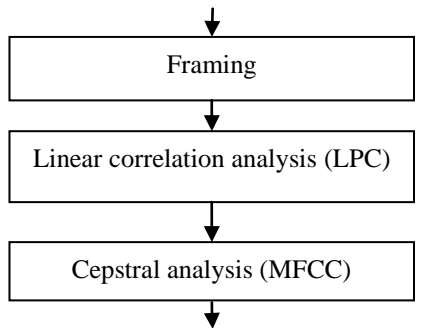 Framing
Linear correlation analysis (LPC)
Cepstral analysis (MFCC)